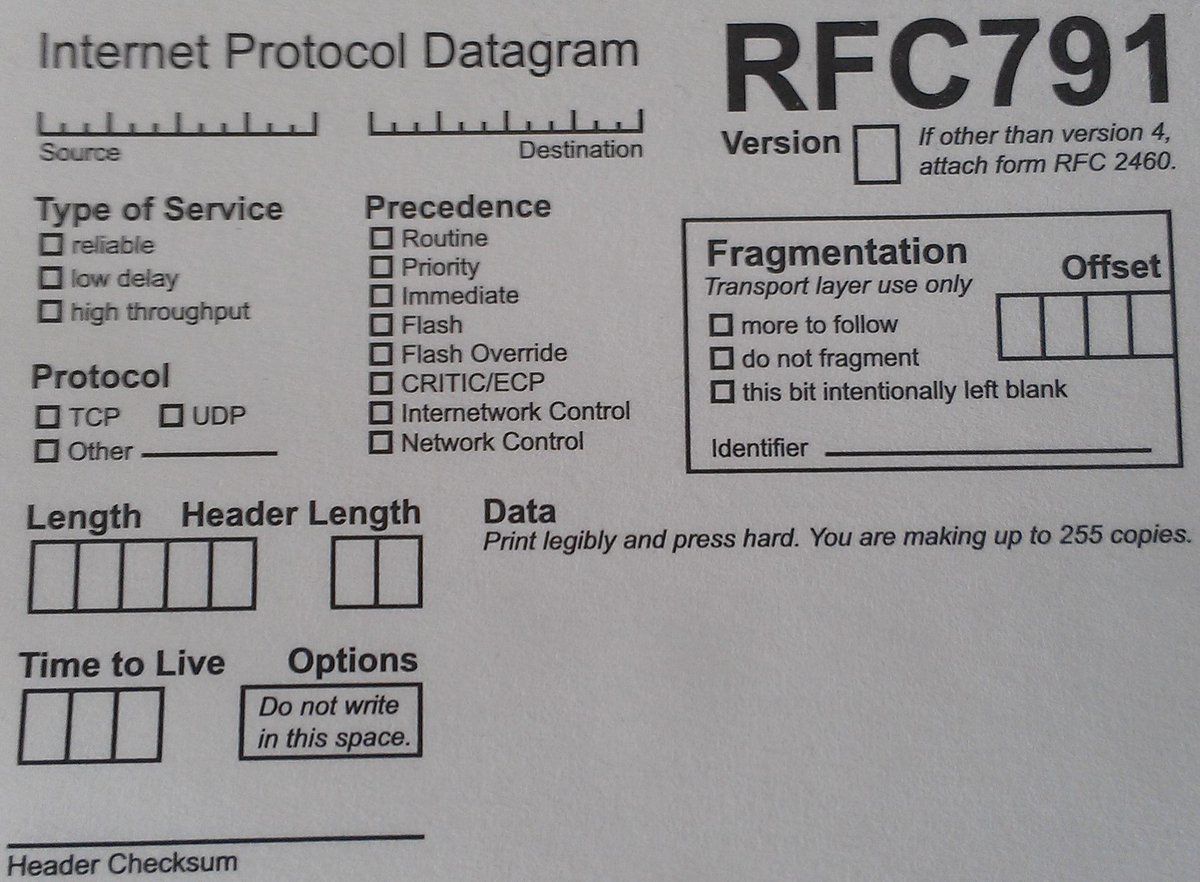 Internet Protocol Datagram
RFC791
Source
Destination
Version
If other than version 4,
attach form RFC 2460.
Type of Service
reliable
low delay
high throughput
Precedence
Routine
Priority
Immediate
Flash
Flash Override
CRITIC/ECP
Internetwork Control
Network Control
Fragmentation
Transport layer use only
Offset
more to follow
do not fragment
this bit intentionally left blank
Identifier
Protocol
TCP UDP
Other
Length Header Length
Data
Print legibly and press hard. You are making up to 255 copies.
Time to Live Options
Do not write
in this space.
Header Checksum